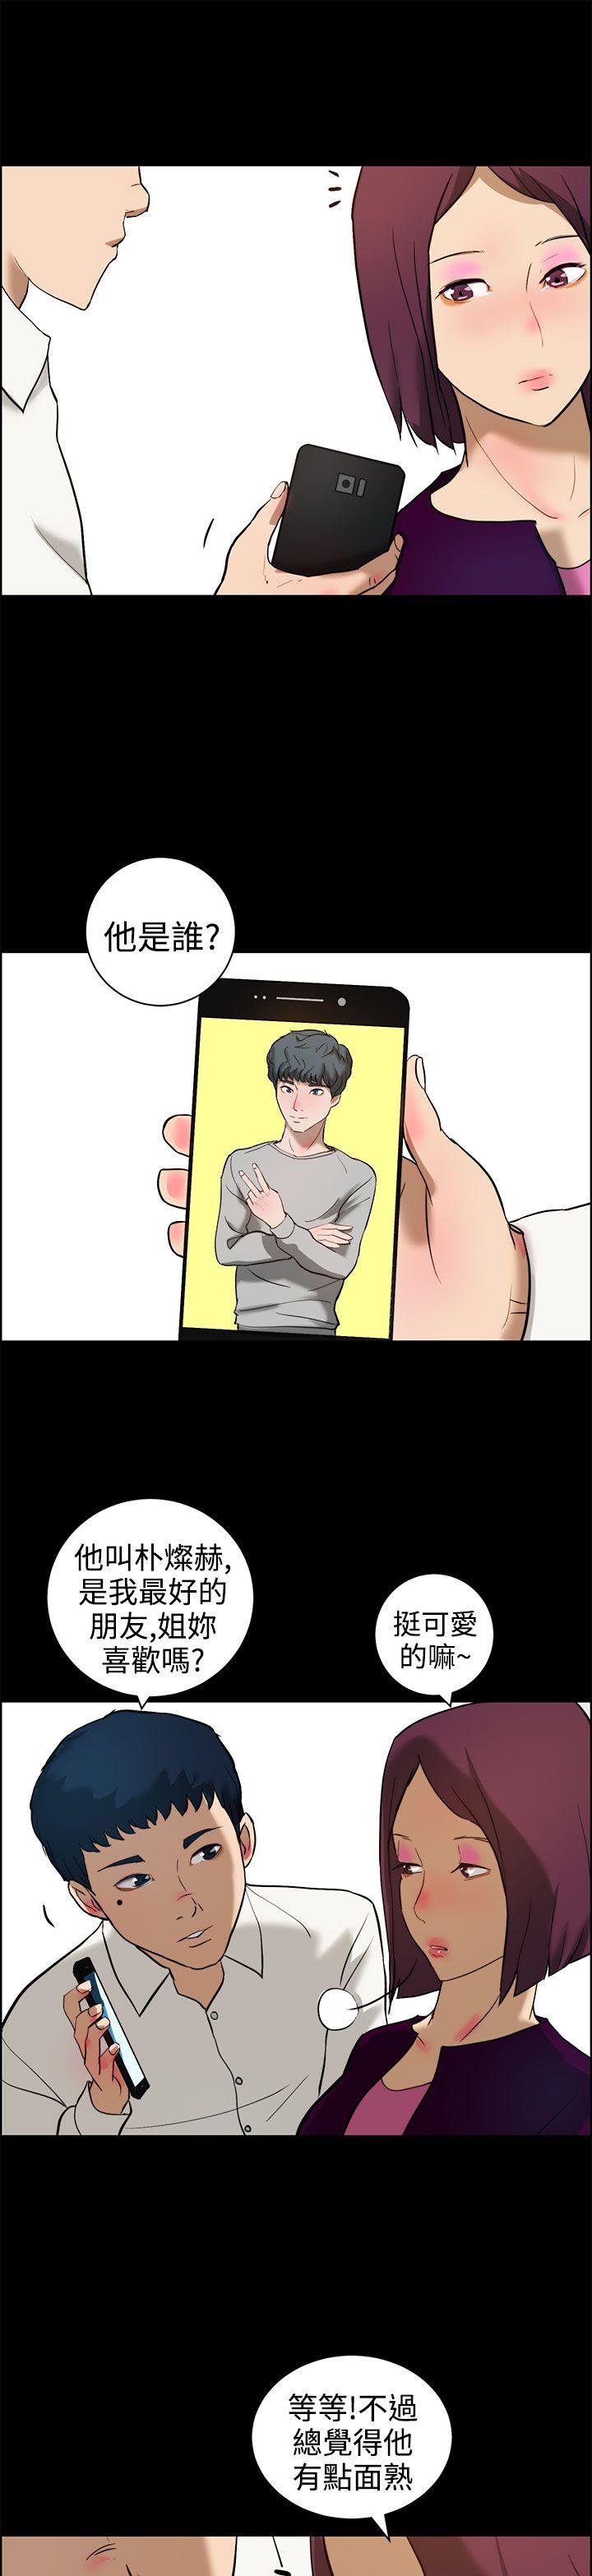 他是誰?
他叫朴燦赫,
是我最好的
朋友,姐妳
喜歡嗎?
挺可愛
的嘛~
等等!不過
總覺得他
有點面熟